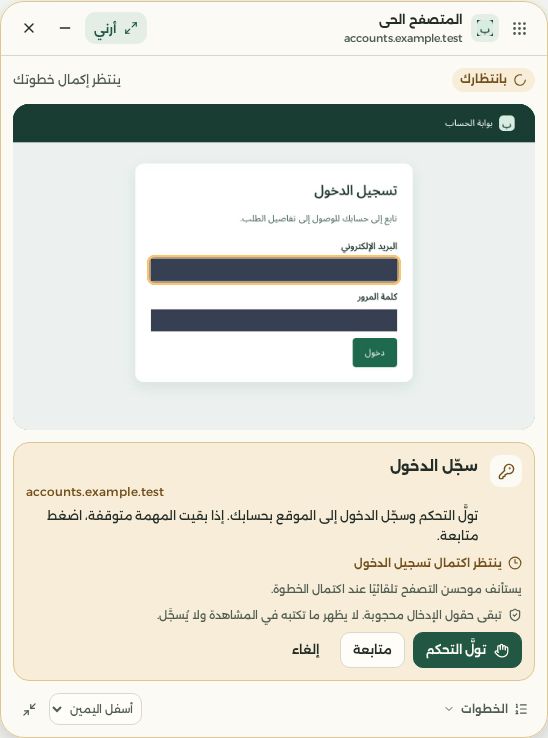 المتصفح الحي
accounts.example.test
أرني
بانتظارك
ينتظر إكمال خطوتك
بوابة الحساب
تسجيل الدخول
تابع إلى حسابك للوصول إلى تفاصيل الطلب.
البريد الإلكتروني
كلمة المرور
دخول
سجّل الدخول
accounts.example.test
تولَّ التحكم وسجّل الدخول إلى الموقع بحسابك. إذا بقيت المهمة متوقفة، اضغط
متابعة.
ينتظر اكتمال تسجيل الدخول
يستأنف موحسن التصفح تلقائيًا عند اكتمال الخطوة.
تبقى حقول الإدخال محجوبة. لا يظهر ما تكتبه في المشاهدة ولا يُسجَّل.
تولَّ التحكم
متابعة
إلغاء
الخطوات
أسفل اليمين